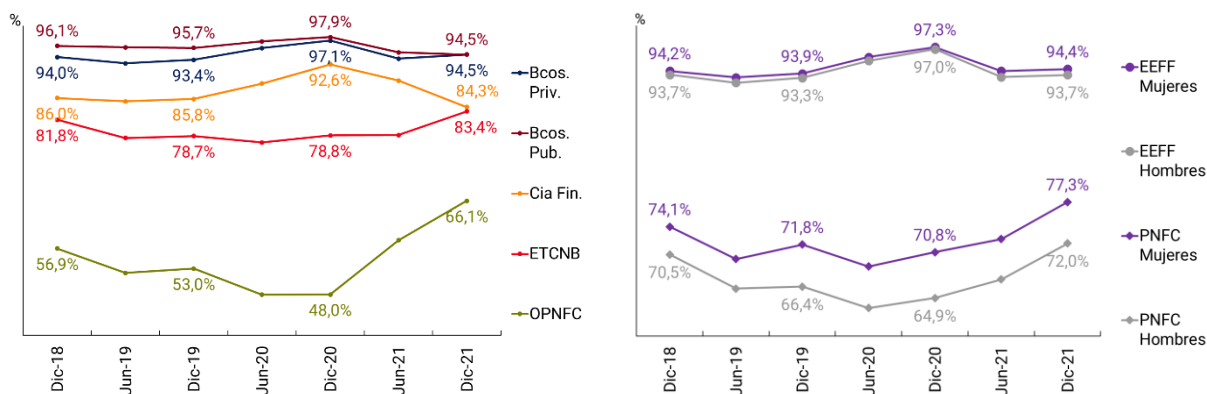 %
96,1%
95,7%
97,9%
94,5%
94,0%
93,4%
97,1%
94,5%
92,6%
84,3%
86,0%
85,8%
81,8%
78,7%
78,8%
83,4%
66,1%
56,9%
53,0%
48,0%
Bcos.
Priv.
Bcos.
Pub.
Cia Fin.
ETCNB
OPNFC
Dic-18
Jun-19
Dic-19
Jun-20
Dic-20
Jun-21
Dic-21
%
94,2%
93,9%
97,3%
94,4%
93,7%
93,3%
97,0%
93,7%
77,3%
74,1%
71,8%
70,8%
70,5%
66,4%
64,9%
72,0%
EEFF
Mujeres
EEFF
Hombres
PNFC
Mujeres
PNFC
Hombres
Dic-18
Jun-19
Dic-19
Jun-20
Dic-20
Jun-21
Dic-21